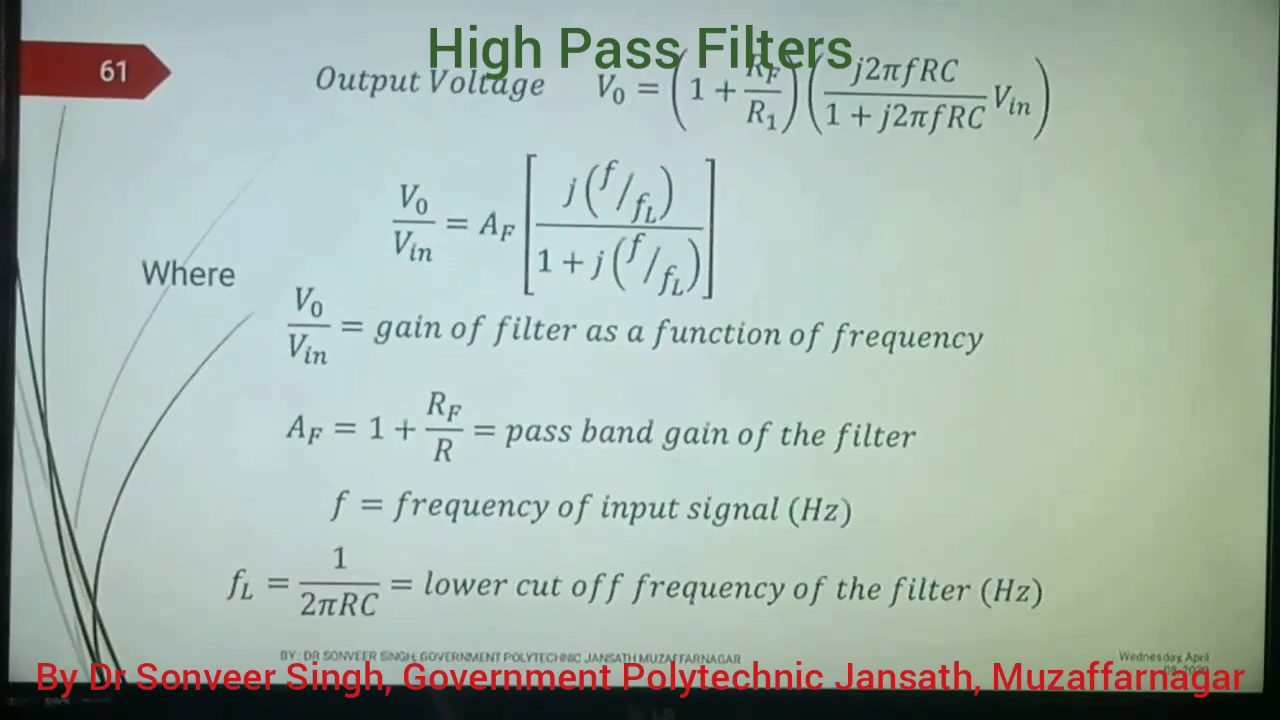 High Pass Filters
61
Output Voltage V₀ = (1 + R_F/R₁)(j2πfRC/(1 + j2πfRC) V_in)
V₀/V_in = A_F [j(f/f_L)/(1 + j(f/f_L))]
Where
V₀/V_in = gain of filter as a function of frequency
A_F = 1 + R_F/R = pass band gain of the filter
f = frequency of input signal (Hz)
f_L = 1/(2πRC) = lower cut off frequency of the filter (Hz)
BY: DR SONVEER SINGH, GOVERNMENT POLYTECHNIC JANSATH MUZAFFARNAGAR
Wednesday, April
By Dr Sonveer Singh, Government Polytechnic Jansath, Muzaffarnagar